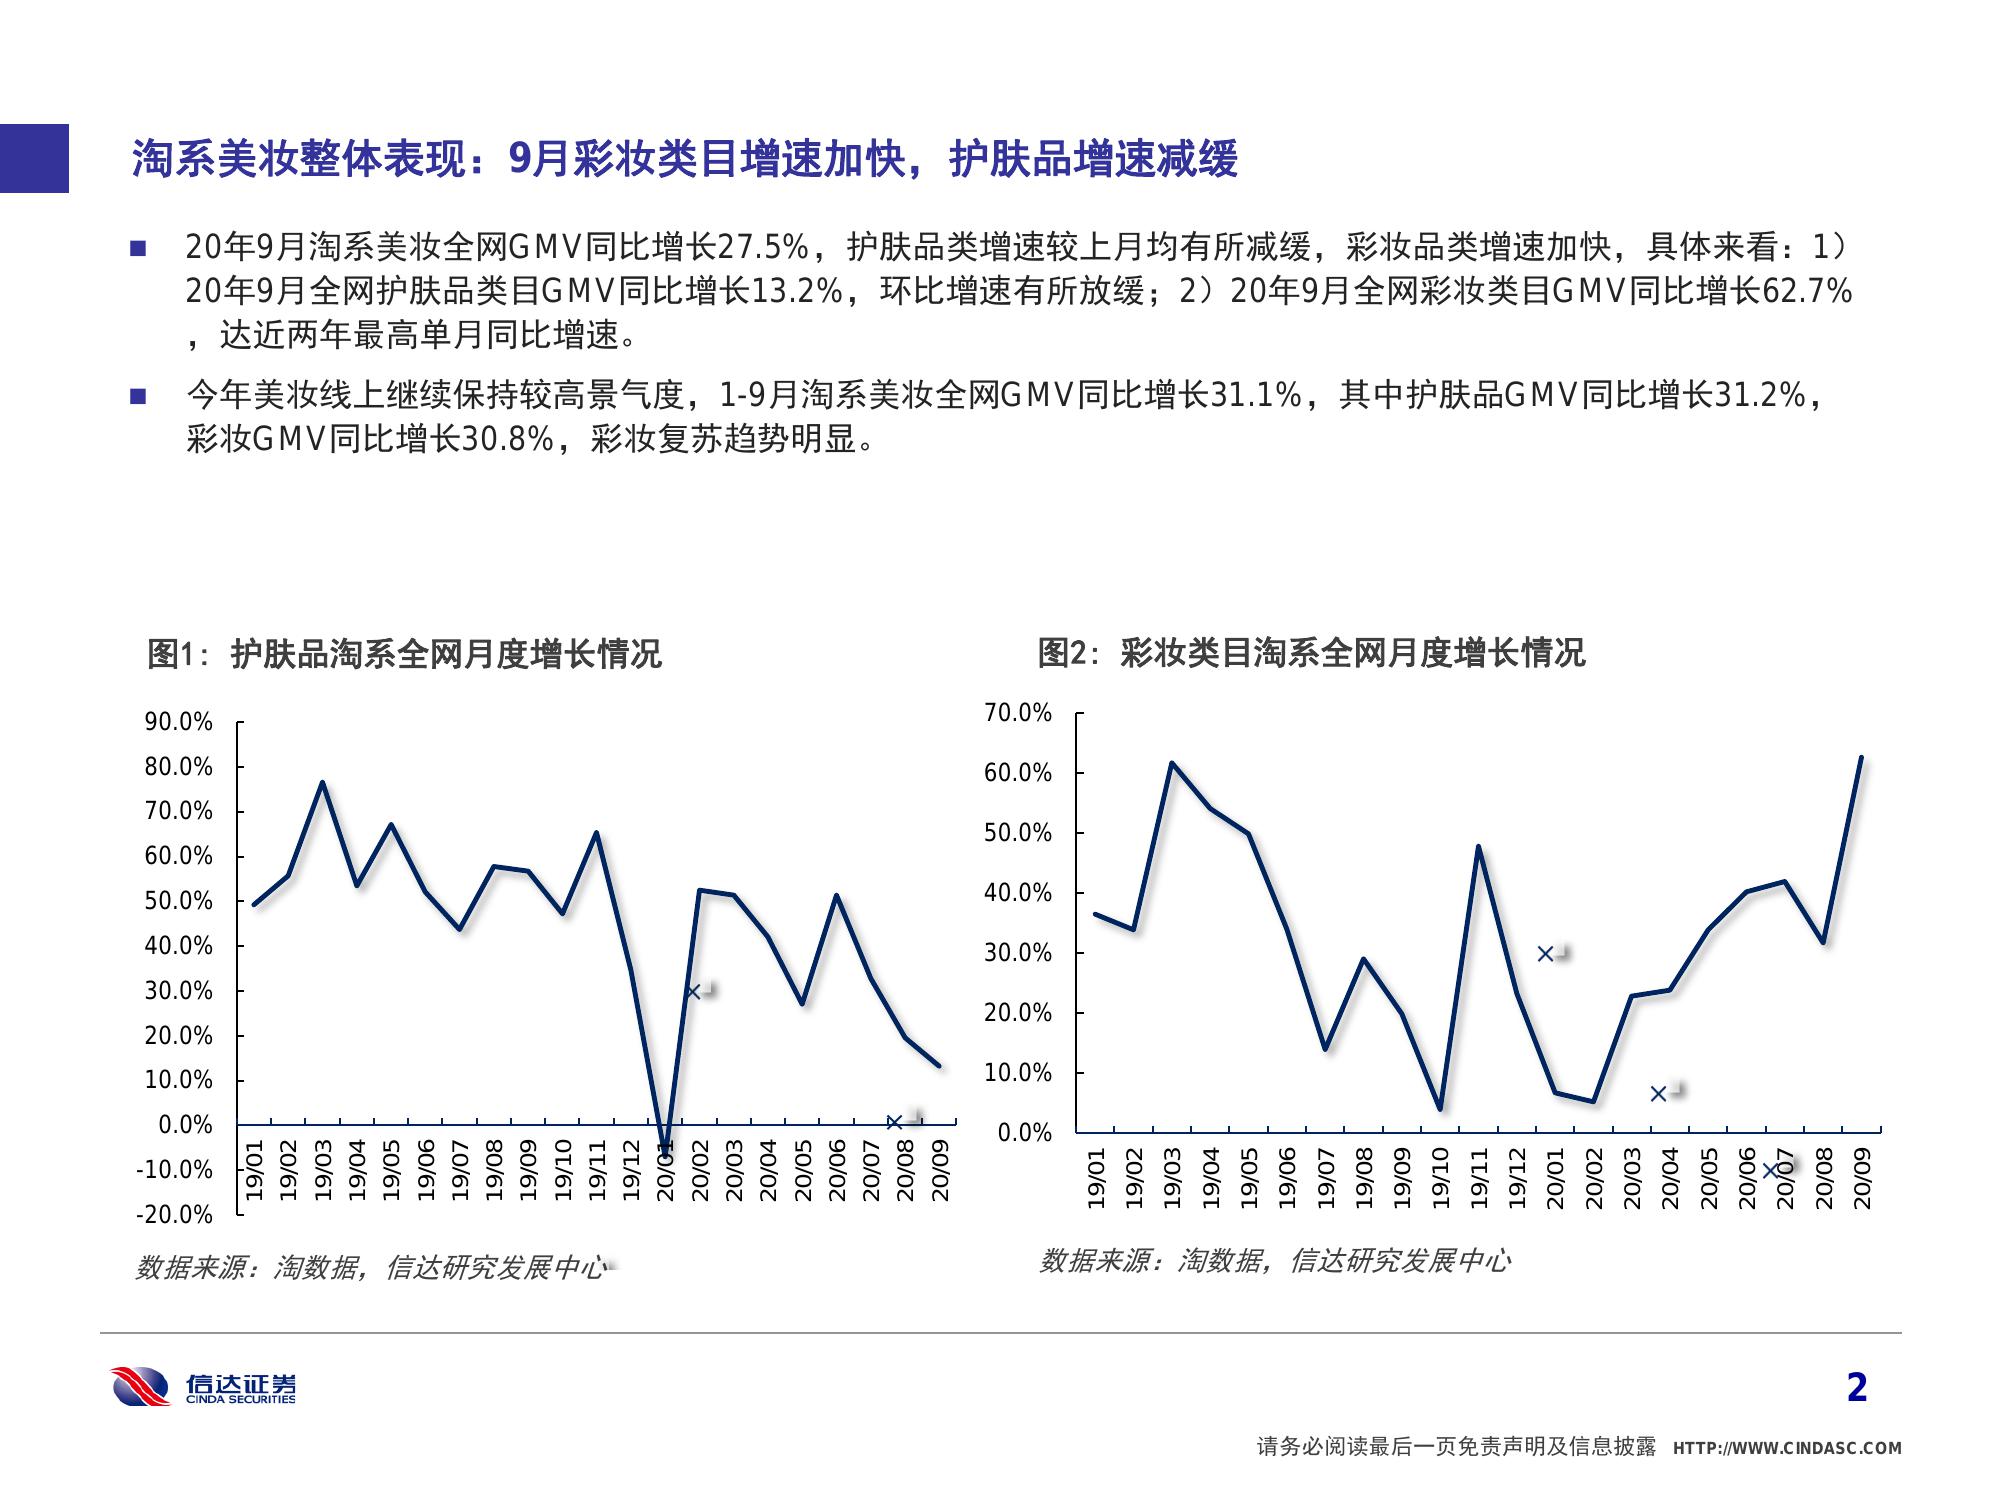 淘系美妆整体表现：9月彩妆类目增速加快，护肤品增速减缓
■ 20年9月淘系美妆全网GMV同比增长27.5%，护肤品类增速较上月均有所减缓，彩妆品类增速加快，具体来看：1）
20年9月全网护肤品类目GMV同比增长13.2%，环比增速有所放缓；2）20年9月全网彩妆类目GMV同比增长62.7%
，达近两年最高单月同比增速。
■ 今年美妆线上继续保持较高景气度，1-9月淘系美妆全网GMV同比增长31.1%，其中护肤品GMV同比增长31.2%，
彩妆GMV同比增长30.8%，彩妆复苏趋势明显。
图1：护肤品淘系全网月度增长情况
90.0%
80.0%
70.0%
60.0%
50.0%
40.0%
30.0%
20.0%
10.0%
0.0%
-10.0%
-20.0%
19/01 19/02 19/03 19/04 19/05 19/06 19/07 19/08 19/09 19/10 19/11 19/12 20/01 20/02 20/03 20/04 20/05 20/06 20/07 20/08 20/09
数据来源：淘数据，信达研究发展中心
图2：彩妆类目淘系全网月度增长情况
70.0%
60.0%
50.0%
40.0%
30.0%
20.0%
10.0%
0.0%
19/01 19/02 19/03 19/04 19/05 19/06 19/07 19/08 19/09 19/10 19/11 19/12 20/01 20/02 20/03 20/04 20/05 20/06 20/07 20/08 20/09
数据来源：淘数据，信达研究发展中心
信达证券
CINDA SECURITIES
2
请务必阅读最后一页免责声明及信息披露 HTTP://WWW.CINDASC.COM